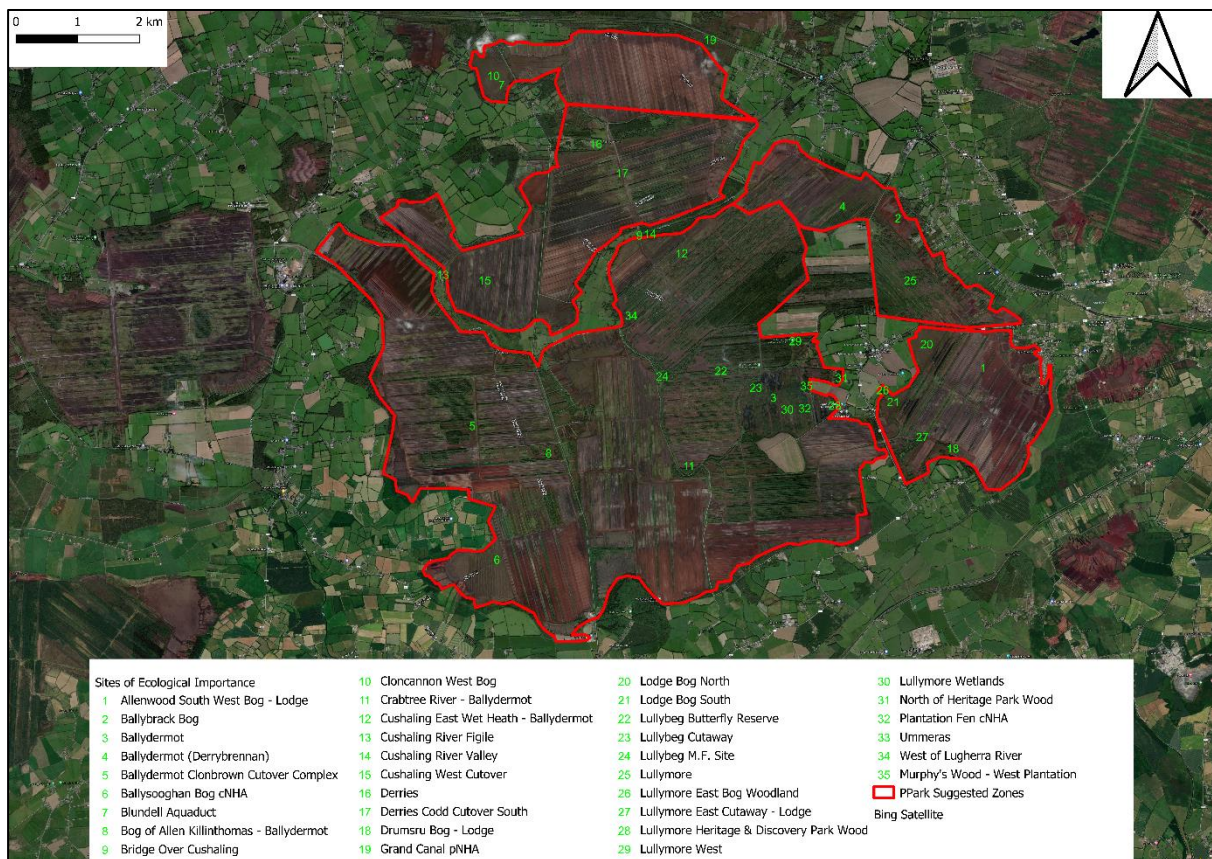 0 1 2 km
19
10
7
16
17
4
2
9 14
12
13
15
25
34
29
20
1
22
24
23
35
26
3
21
30 32
5
27
8
18
11
6
Sites of Ecological Importance
1 Allenwood South West Bog - Lodge
2 Ballybrack Bog
3 Ballydermot
4 Ballydermot (Derrybrennan)
5 Ballydermot Clonbrown Cutover Complex
6 Ballysooghan Bog cNHA
7 Blundell Aquaduct
8 Bog of Allen Killinthomas - Ballydermot
9 Bridge Over Cushaling
10 Cloncannon West Bog
11 Crabtree River - Ballydermot
12 Cushaling East Wet Heath - Ballydermot
13 Cushaling River Figile
14 Cushaling River Valley
15 Cushaling West Cutover
16 Derries
17 Derries Codd Cutover South
18 Drumsru Bog - Lodge
19 Grand Canal pNHA
20 Lodge Bog North
21 Lodge Bog South
22 Lullybeg Butterfly Reserve
23 Lullybeg Cutaway
24 Lullybeg M.F. Site
25 Lullymore
26 Lullymore East Bog Woodland
27 Lullymore East Cutaway - Lodge
28 Lullymore Heritage & Discovery Park Wood
29 Lullymore West
30 Lullymore Wetlands
31 North of Heritage Park Wood
32 Plantation Fen cNHA
33 Ummeras
34 West of Lugherra River
35 Murphy's Wood - West Plantation
PPark Suggested Zones
Bing Satellite